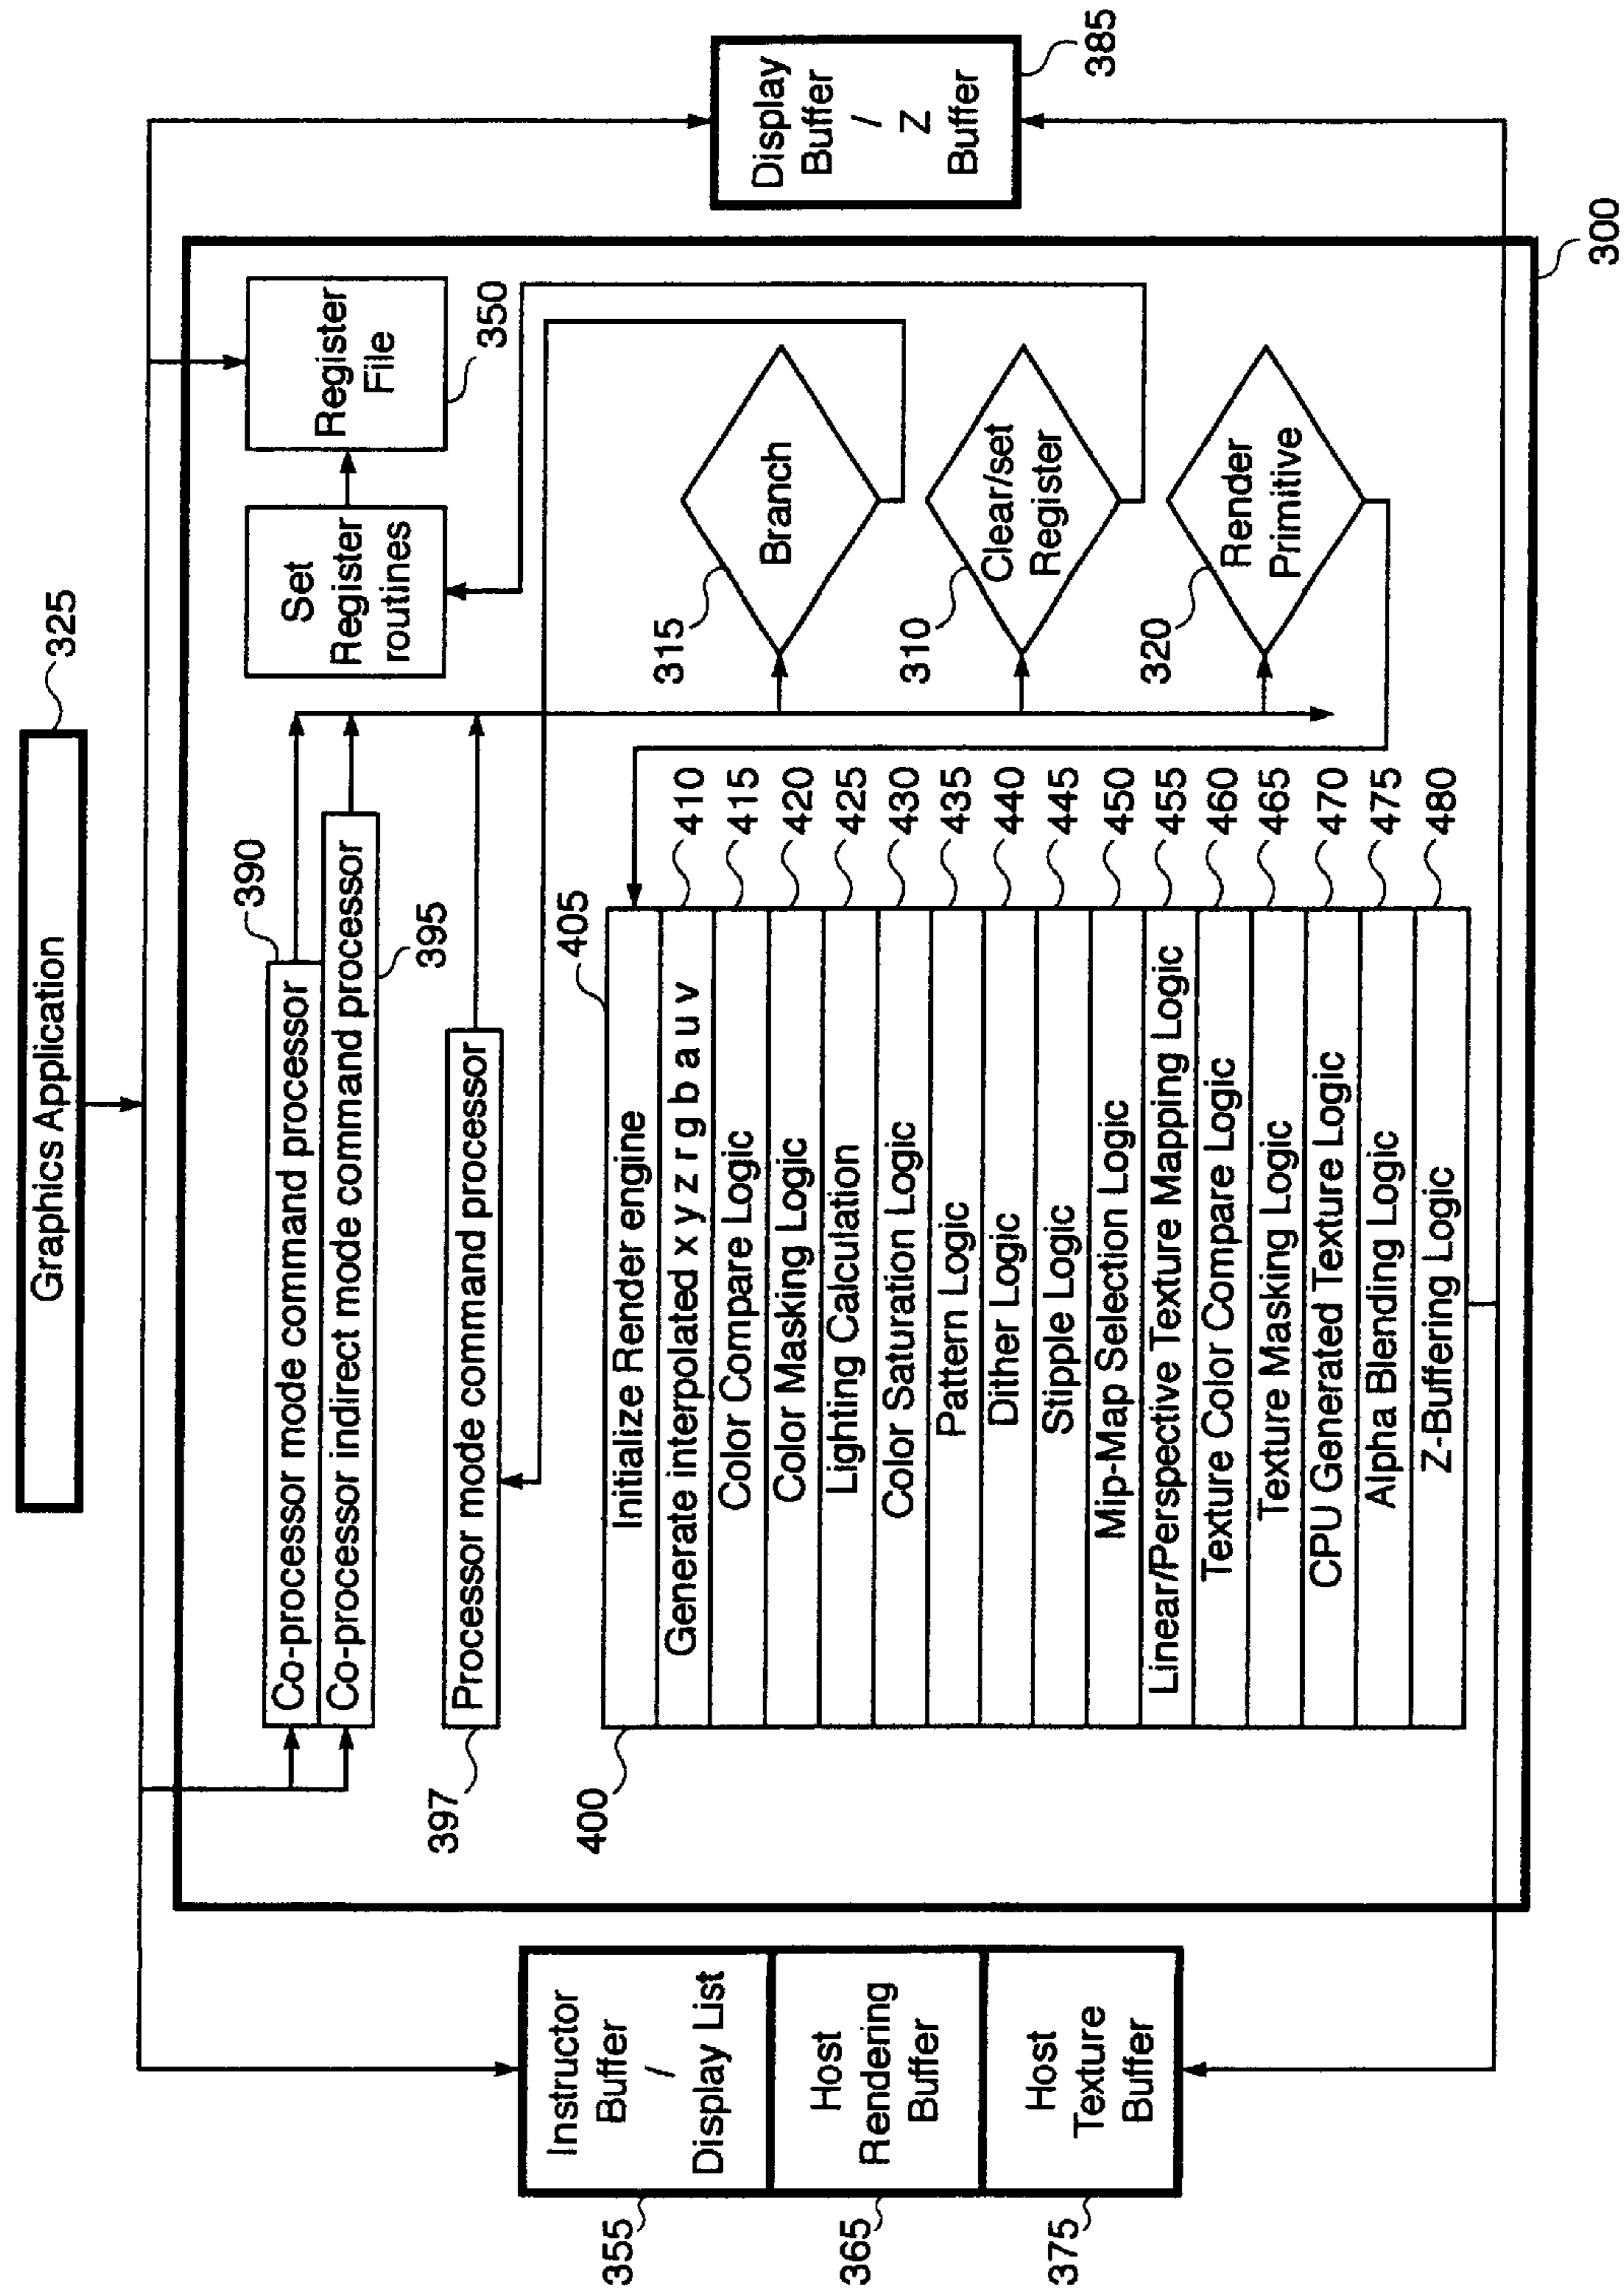 Graphics Application
325
Co-processor mode command processor
390
Co-processor indirect mode command processor
395
Processor mode command processor
397
Set
Register
routines
Register
File
350
Instructor
Buffer
/
Display List
355
Host
Rendering
Buffer
365
Host
Texture
Buffer
375
Display
Buffer
/
Z
Buffer
385
Branch
315
Clear/set
Register
310
Render
Primitive
320
400
405
Initialize Render engine
Generate interpolated x y z r g b a u v
410
Color Compare Logic
415
Color Masking Logic
420
Lighting Calculation
425
Color Saturation Logic
430
Pattern Logic
435
Dither Logic
440
Stipple Logic
445
Mip-Map Selection Logic
450
Linear/Perspective Texture Mapping Logic
455
Texture Color Compare Logic
460
Texture Masking Logic
465
CPU Generated Texture Logic
470
Alpha Blending Logic
475
Z-Buffering Logic
480
300